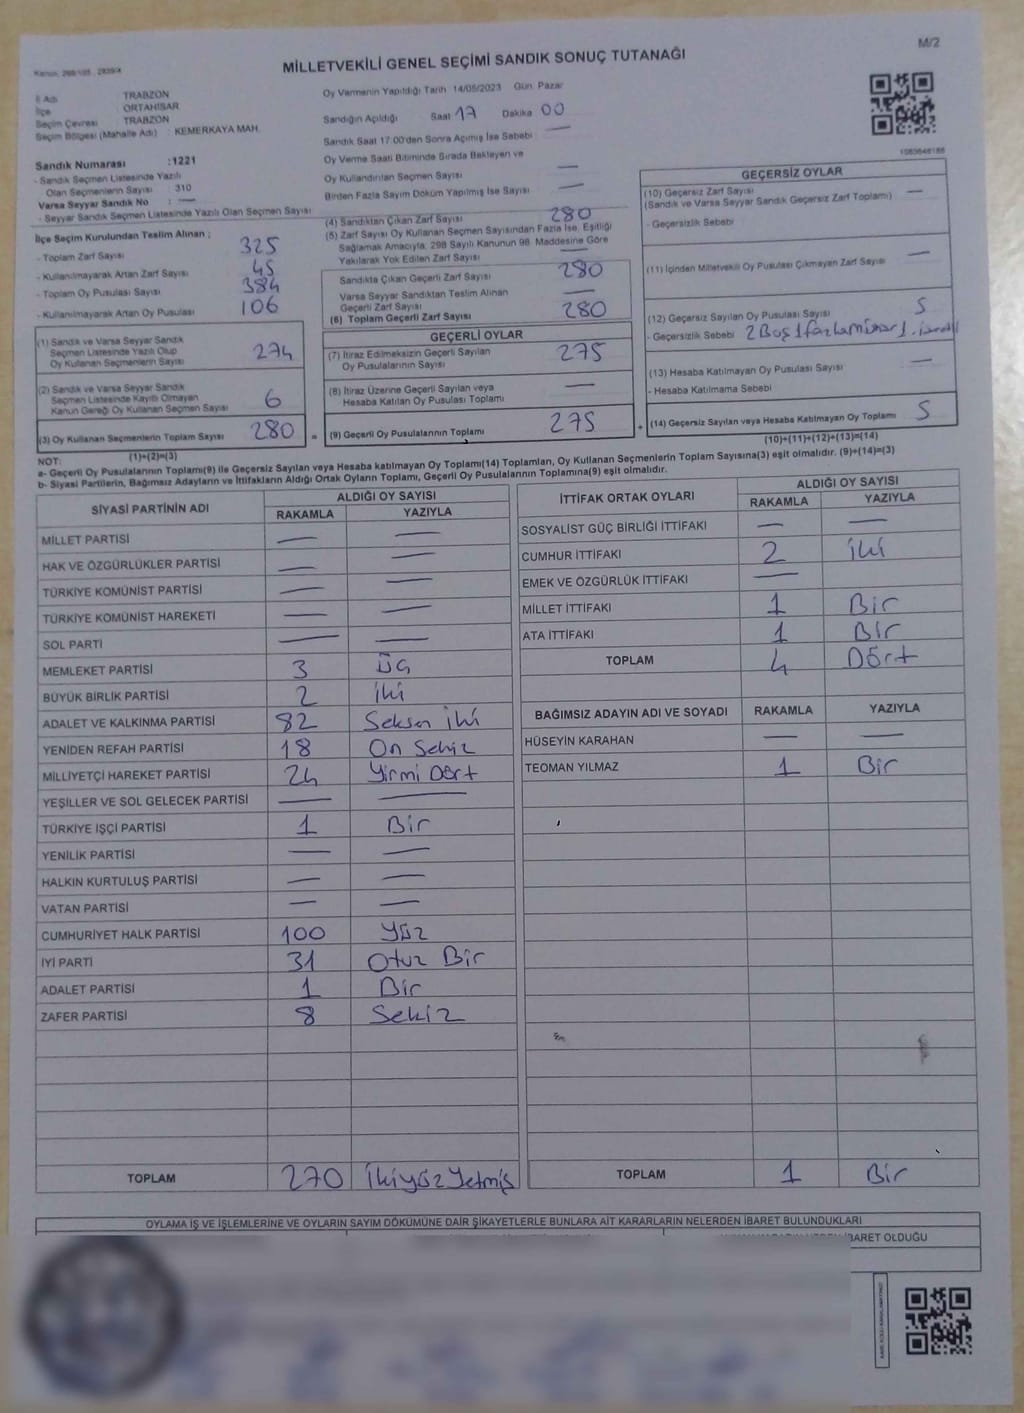 M/2
MİLLETVEKİLİ GENEL SEÇİMİ SANDIK SONUÇ TUTANAĞI
İl Adı : TRABZON
İlçe : ORTAHİSAR
Seçim Çevresi : TRABZON
Seçim Bölgesi (Mahalle Adı) : KEMERKAYA MAH.
Sandık Numarası :1221
- Sandık Seçmen Listesinde Yazılı
Olan Seçmenlerin Sayısı : 310
Varsa Seyyar Sandık No : —
- Seyyar Sandık Seçmen Listesinde Yazılı Olan Seçmen Sayısı
İlçe Seçim Kurulundan Teslim Alınan ;
- Toplam Zarf Sayısı 325
- Kullanılmayarak Artan Zarf Sayısı 45
- Toplam Oy Pusulası Sayısı 384
- Kullanılmayarak Artan Oy Pusulası 106
Oy Vermenin Yapıldığı Tarih 14/05/2023 Gün: Pazar
Sandığın Açıldığı Saat 17 Dakika 00
Sandık Saat 17:00'den Sonra Açılmış İse Sebebi —
Oy Verme Saati Bitiminde Sırada Bekleyen ve
Oy Kullandırılan Seçmen Sayısı —
Birden Fazla Sayım Döküm Yapılmış İse Sayısı —
(4) Sandıktan Çıkan Zarf Sayısı 280
(5) Zarf Sayısı Oy Kullanan Seçmen Sayısından Fazla İse, Eşitliği
Sağlamak Amacıyla, 298 Sayılı Kanunun 98. Maddesine Göre
Yakılarak Yok Edilen Zarf Sayısı —
Sandıkta Çıkan Geçerli Zarf Sayısı 280
Varsa Seyyar Sandıktan Teslim Alınan
Geçerli Zarf Sayısı —
(6) Toplam Geçerli Zarf Sayısı 280
GEÇERSİZ OYLAR
(10) Geçersiz Zarf Sayısı —
(Sandık ve Varsa Seyyar Sandık Geçersiz Zarf Toplamı)
- Geçersizlik Sebebi
(11) İçinden Milletvekili Oy Pusulası Çıkmayan Zarf Sayısı —
(12) Geçersiz Sayılan Oy Pusulası Sayısı 5
- Geçersizlik Sebebi 2 Boş 1 fazla
(13) Hesaba Katılmayan Oy Pusulası Sayısı —
- Hesaba Katılmama Sebebi
(14) Geçersiz Sayılan veya Hesaba Katılmayan Oy Toplamı 5
(10)+(11)+(12)+(13)=(14)
(1) Sandık ve Varsa Seyyar Sandık
Seçmen Listesinde Yazılı Olup
Oy Kullanan Seçmenlerin Sayısı 274
(2) Sandık ve Varsa Seyyar Sandık
Seçmen Listesinde Kayıtlı Olmayan
Kanun Gereği Oy Kullanan Seçmen Sayısı 6
(3) Oy Kullanan Seçmenlerin Toplam Sayısı 280 =
(1)+(2)=(3)
GEÇERLİ OYLAR
(7) İtiraz Edilmeksizin Geçerli Sayılan
Oy Pusulalarının Sayısı 275
(8) İtiraz Üzerine Geçerli Sayılan veya
Hesaba Katılan Oy Pusulası Toplamı —
(9) Geçerli Oy Pusulalarının Toplamı 275 +
NOT:
a- Geçerli Oy Pusulalarının Toplamı(9) ile Geçersiz Sayılan veya Hesaba katılmayan Oy Toplamı(14) Toplamları, Oy Kullanan Seçmenlerin Toplam Sayısına(3) eşit olmalıdır. (9)+(14)=(3)
b- Siyasi Partilerin, Bağımsız Adayların ve İttifakların Aldığı Ortak Oyların Toplamı, Geçerli Oy Pusulalarının Toplamına(9) eşit olmalıdır.
SİYASİ PARTİNİN ADI ALDIĞI OY SAYISI
RAKAMLA YAZIYLA
MİLLET PARTİSİ — —
HAK VE ÖZGÜRLÜKLER PARTİSİ — —
TÜRKİYE KOMÜNİST PARTİSİ — —
TÜRKİYE KOMÜNİST HAREKETİ — —
SOL PARTİ — —
MEMLEKET PARTİSİ 3 Üç
BÜYÜK BİRLİK PARTİSİ 2 iki
ADALET VE KALKINMA PARTİSİ 82 Seksen iki
YENİDEN REFAH PARTİSİ 18 On Sekiz
MİLLİYETÇİ HAREKET PARTİSİ 24 Yirmi Dört
YEŞİLLER VE SOL GELECEK PARTİSİ — —
TÜRKİYE İŞÇİ PARTİSİ 1 Bir
YENİLİK PARTİSİ — —
HALKIN KURTULUŞ PARTİSİ — —
VATAN PARTİSİ — —
CUMHURİYET HALK PARTİSİ 100 Yüz
İYİ PARTİ 31 Otuz Bir
ADALET PARTİSİ 1 Bir
ZAFER PARTİSİ 8 Sekiz
TOPLAM 270 İkiyüz Yetmiş
İTTİFAK ORTAK OYLARI ALDIĞI OY SAYISI
RAKAMLA YAZIYLA
SOSYALİST GÜÇ BİRLİĞİ İTTİFAKI — —
CUMHUR İTTİFAKI 2 iki
EMEK VE ÖZGÜRLÜK İTTİFAKI —
MİLLET İTTİFAKI 1 Bir
ATA İTTİFAKI 1 Bir
TOPLAM 4 Dört
BAĞIMSIZ ADAYIN ADI VE SOYADI RAKAMLA YAZIYLA
HÜSEYİN KARAHAN — —
TEOMAN YILMAZ 1 Bir
TOPLAM 1 Bir
OYLAMA İŞ VE İŞLEMLERİNE VE OYLARIN SAYIM DÖKÜMÜNE DAİR ŞİKAYETLERLE BUNLARA AİT KARARLARIN NELERDEN İBARET BULUNDUKLARI
İBARET OLDUĞU